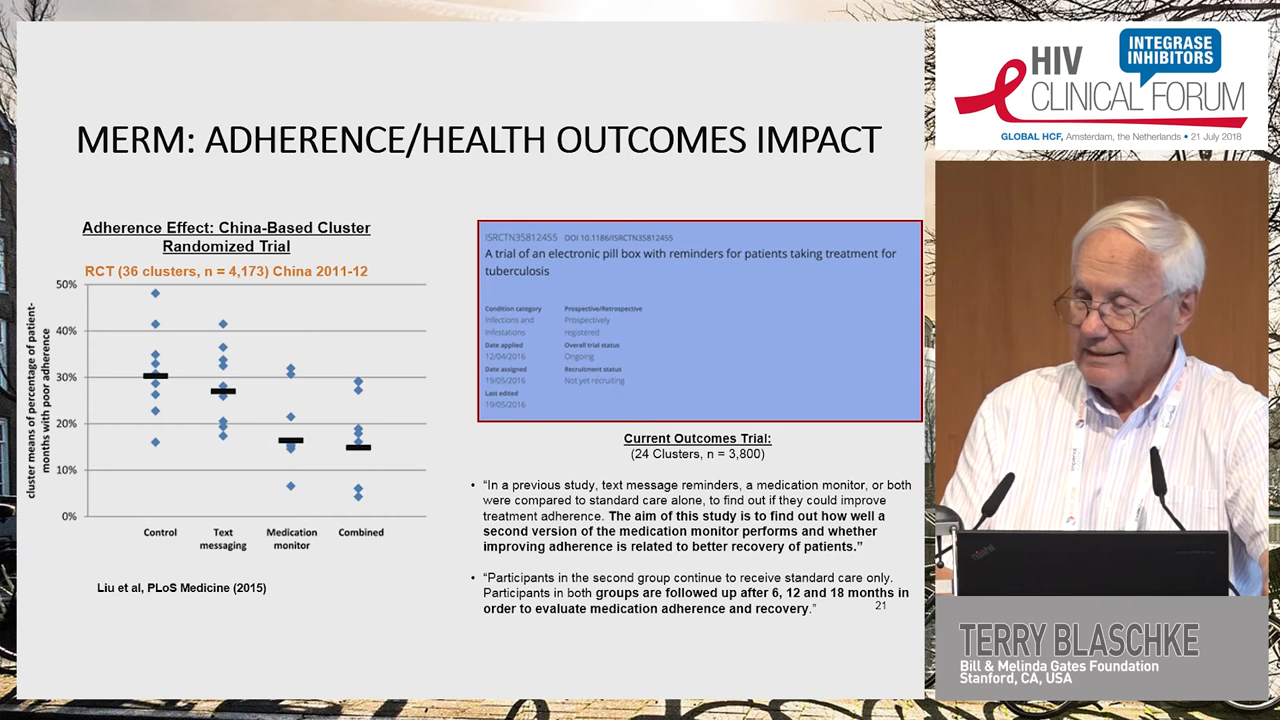 MERM: ADHERENCE/HEALTH OUTCOMES IMPACT
Adherence Effect: China-Based Cluster
Randomized Trial
RCT (36 clusters, n = 4,173) China 2011-12
cluster means of percentage of patient-
months with poor adherence
50%
40%
30%
20%
10%
0%
Control
Text
messaging
Medication
monitor
Combined
Liu et al, PLoS Medicine (2015)
ISRCTN35812455 DOI 10.1186/ISRCTN35812455
A trial of an electronic pill box with reminders for patients taking treatment for
tuberculosis
Condition category
Infections and
Infestations
Date applied
12/04/2016
Date assigned
19/05/2016
Last edited
19/05/2016
Prospective/Retrospective
Prospectively
registered
Overall trial status
Ongoing
Recruitment status
Not yet recruiting
Current Outcomes Trial:
(24 Clusters, n = 3,800)
• “In a previous study, text message reminders, a medication monitor, or both
were compared to standard care alone, to find out if they could improve
treatment adherence. The aim of this study is to find out how well a
second version of the medication monitor performs and whether
improving adherence is related to better recovery of patients.”
• “Participants in the second group continue to receive standard care only.
Participants in both groups are followed up after 6, 12 and 18 months in
order to evaluate medication adherence and recovery.”
21
INTEGRASE
INHIBITORS
HIV
CLINICAL FORUM
GLOBAL HCF, Amsterdam, the Netherlands • 21 July 2018
ThinkPad
TERRY BLASCHKE
Bill & Melinda Gates Foundation
Stanford, CA, USA